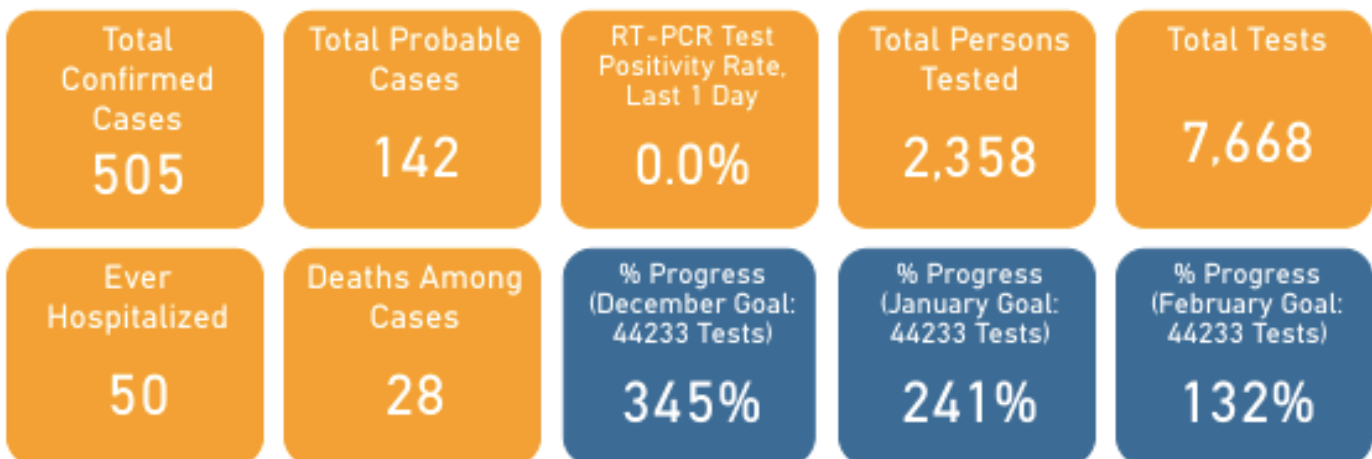 Total
Confirmed
Cases
505
Total Probable
Cases
142
RT-PCR Test
Positivity Rate,
Last 1 Day
0.0%
Total Persons
Tested
2,358
Total Tests
7,668
Ever
Hospitalized
50
Deaths Among
Cases
28
% Progress
(December Goal:
44233 Tests)
345%
% Progress
(January Goal:
44233 Tests)
241%
% Progress
(February Goal:
44233 Tests)
132%